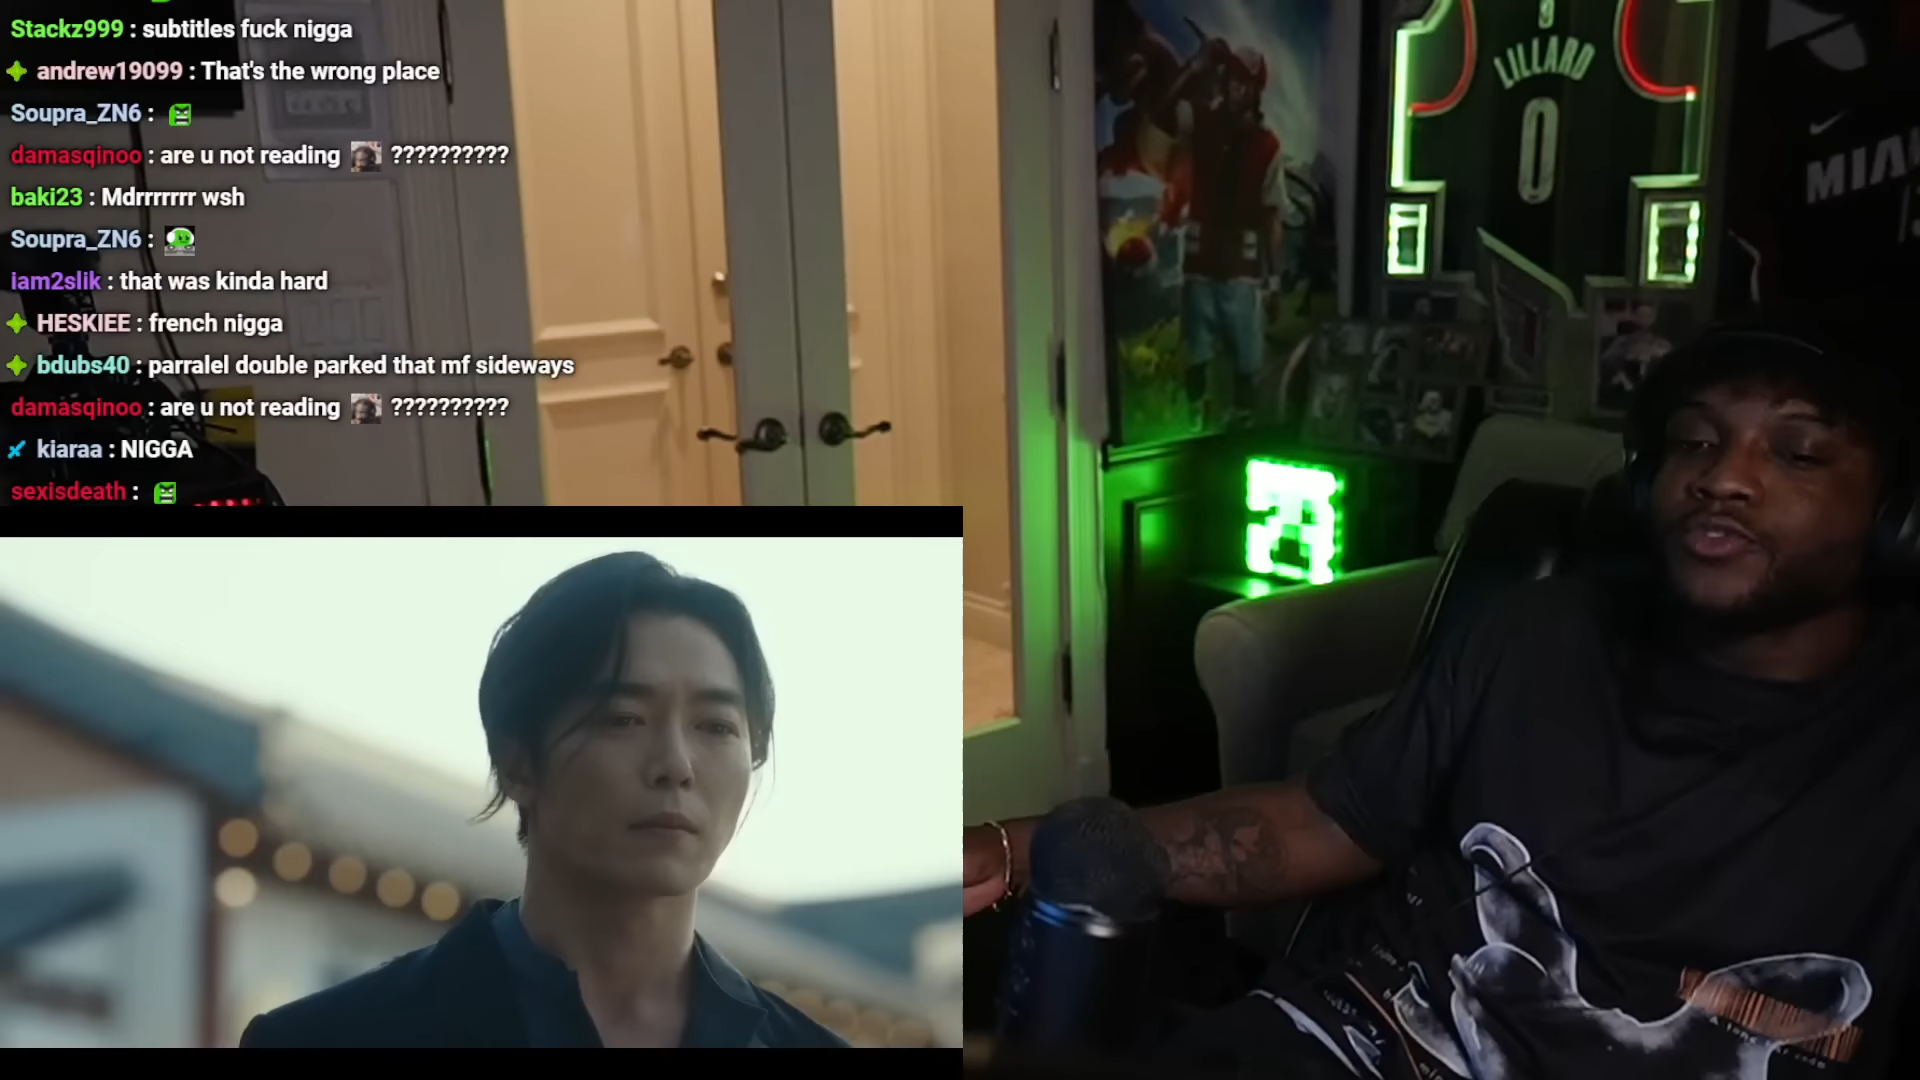 Stackz999 : subtitles fuck nigga
andrew19099 : That's the wrong place
Soupra_ZN6 :
damasqinoo : are u not reading ??????????
baki23 : Mdrrrrrrr wsh
Soupra_ZN6 :
iam2slik : that was kinda hard
HESKIEE : french nigga
bdubs40 : parralel double parked that mf sideways
damasqinoo : are u not reading ??????????
kiaraa : NIGGA
sexisdeath :
LILLARD
0